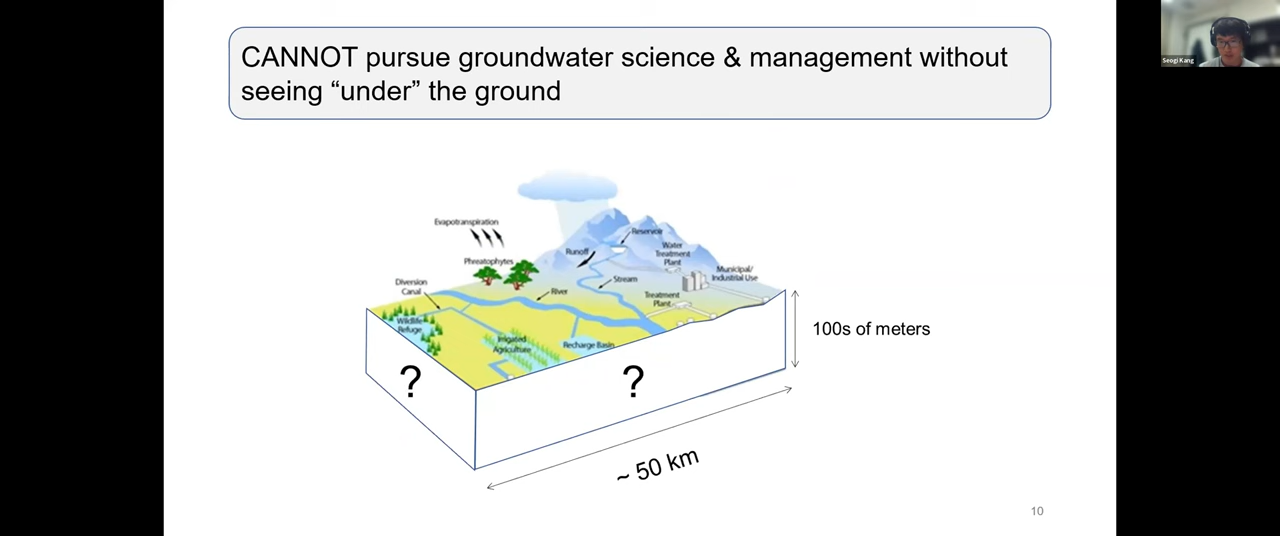 CANNOT pursue groundwater science & management without
seeing “under” the ground
Seogi Kang
Evapotranspiration
Reservoir
Runoff
Water
Treatment
Plant
Phreatophytes
Municipal/
Industrial Use
Diversion
Canal
Stream
River
Treatment
Plant
Wildlife
Refuge
Irrigated
Agriculture
Recharge Basin
100s of meters
?
?
~ 50 km
10